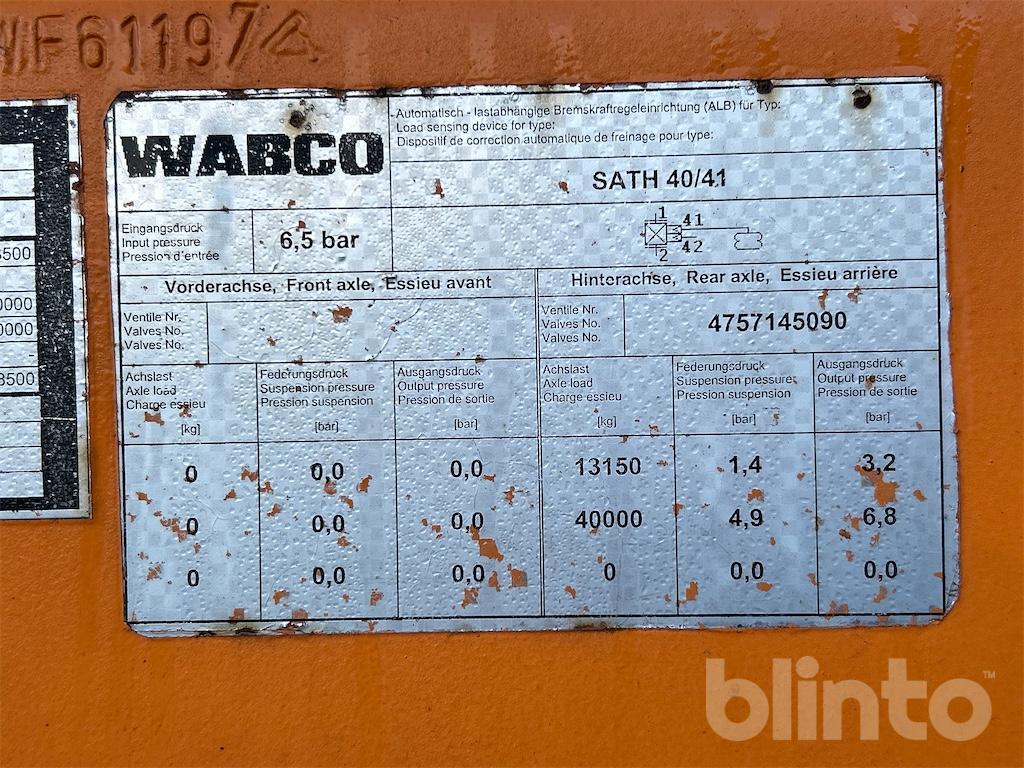 WF61197
WABCO
Automatisch - lastabhängige Bremskraftregeleinrichtung (ALB) für Typ:
Load sensing device for type:
Dispositif de correction automatique de freinage pour type:
SATH 40/41
Eingangsdruck
Input pressure
Pression d'entrée
6,5 bar
1
41
42
2
Vorderachse, Front axle, Essieu avant
Hinterachse, Rear axle, Essieu arrière
Ventile Nr.
Valves No.
Valves No.
Ventile Nr.
Valves No.
Valves No.
4757145090
Achslast
Axle load
Charge essieu
[kg]
Federungsdruck
Suspension pressure
Pression suspension
[bar]
Ausgangsdruck
Output pressure
Pression de sortie
[bar]
Achslast
Axle load
Charge essieu
[kg]
Federungsdruck
Suspension pressure
Pression suspension
[bar]
Ausgangsdruck
Output pressure
Pression de sortie
[bar]
0 0,0 0,0 13150 1,4 3,2
0 0,0 0,0 40000 4,9 6,8
0 0,0 0,0 0 0,0 0,0
blinto™